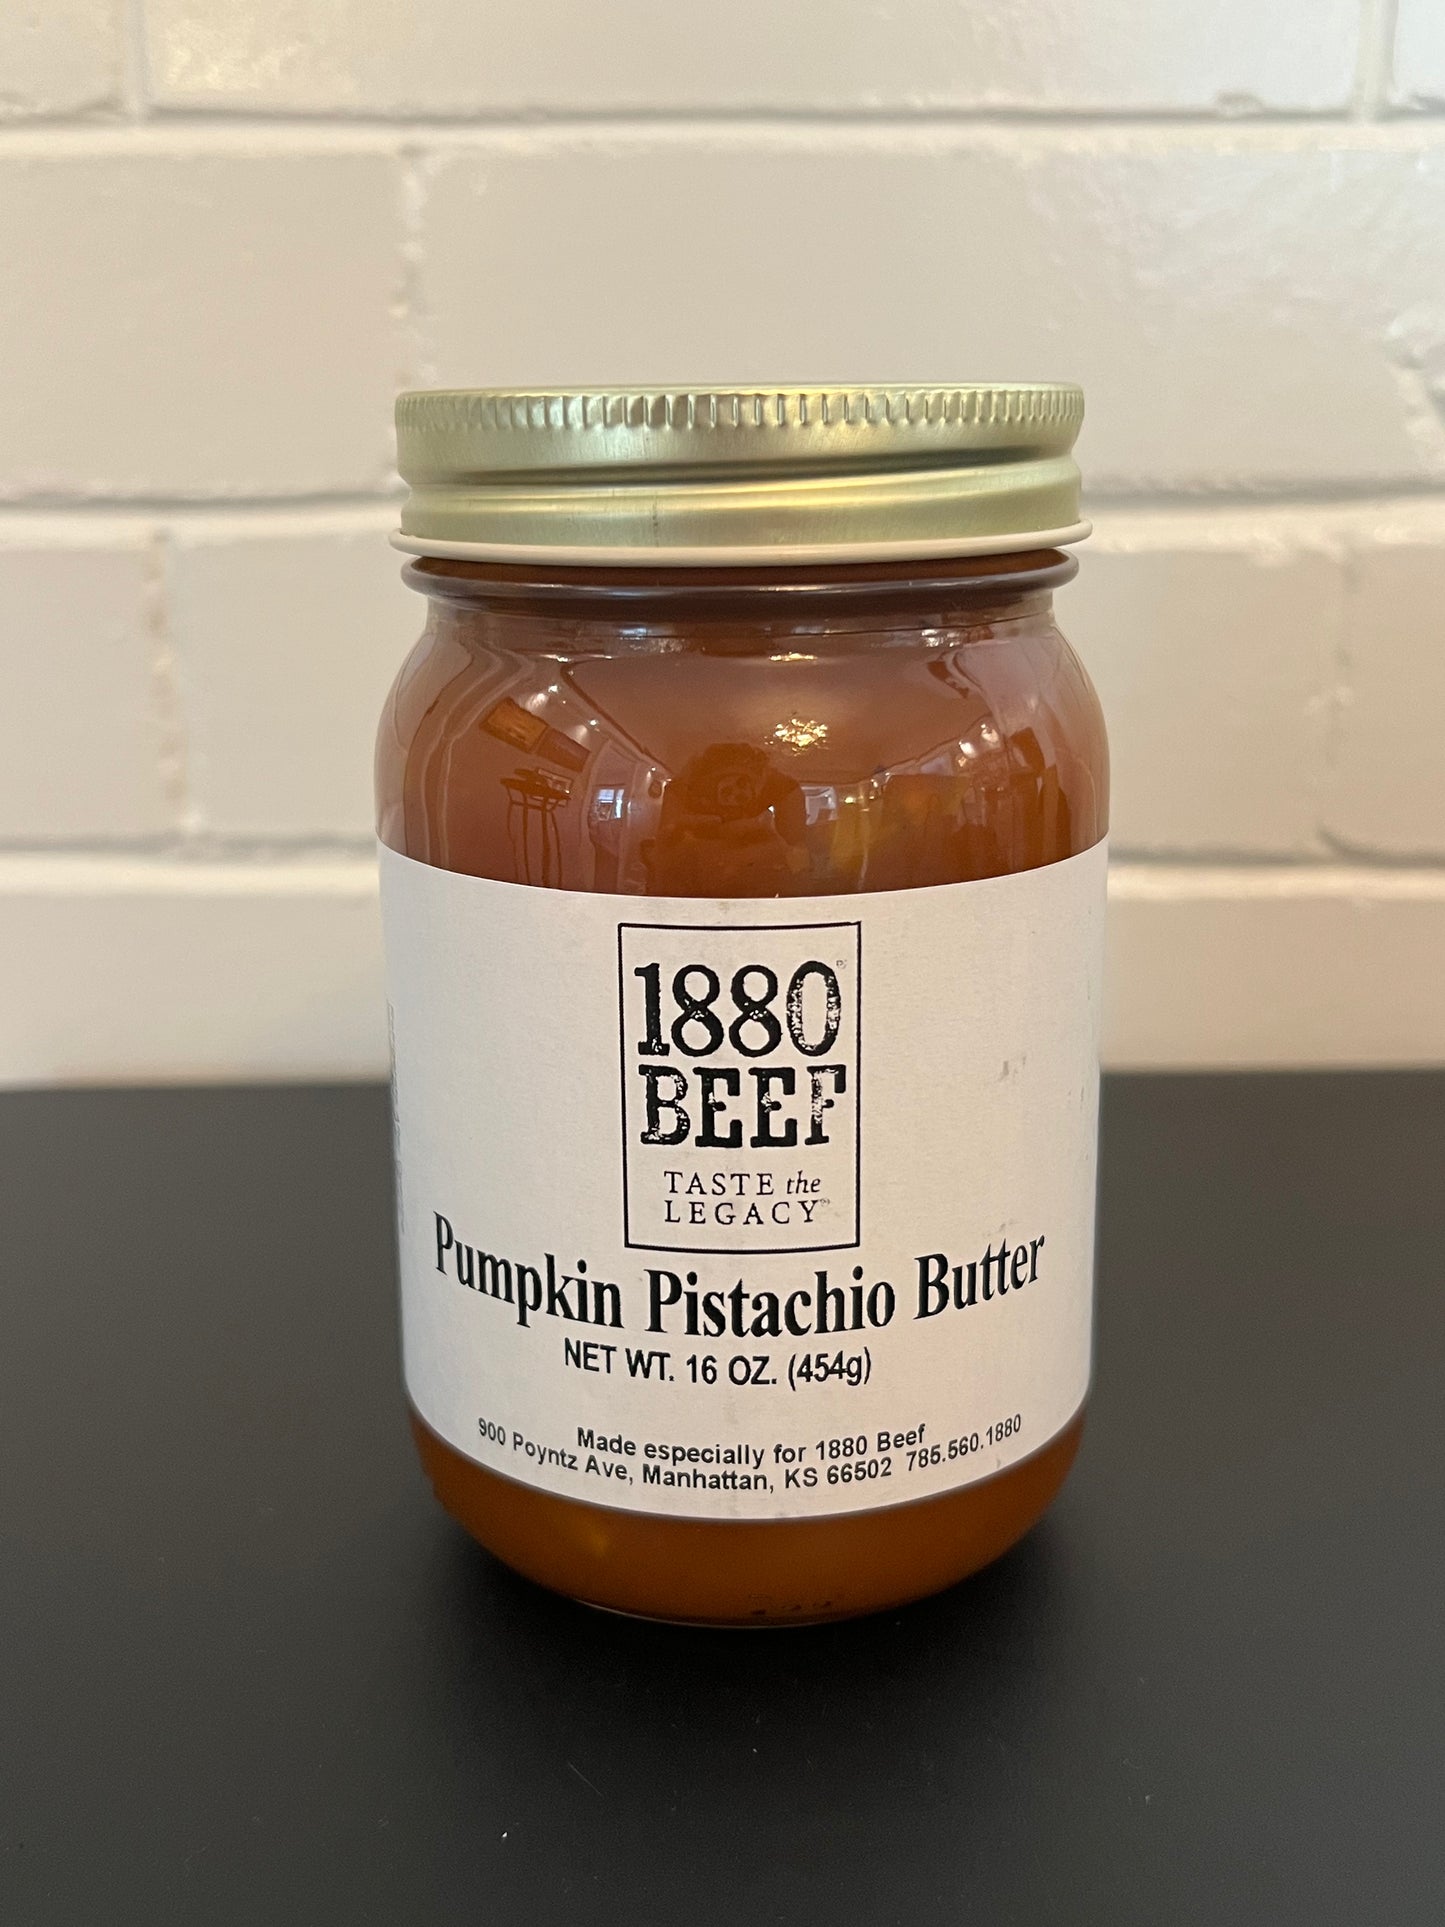 1880
BEEF
TASTE the
LEGACY
Pumpkin Pistachio Butter
NET WT. 16 OZ. (454g)
Made especially for 1880 Beef
900 Poyntz Ave, Manhattan, KS 66502 785.560.1880